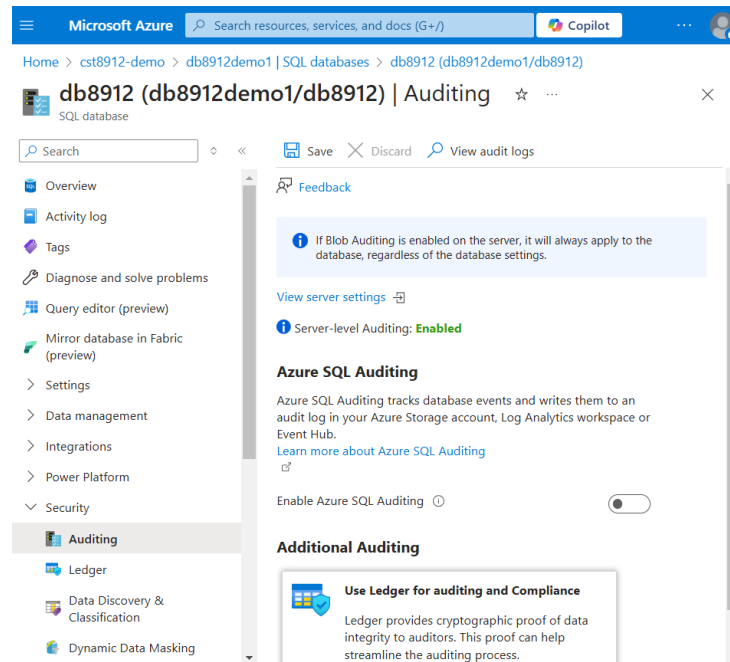 Microsoft Azure
Search resources, services, and docs (G+/)
Copilot
...
Home > cst8912-demo > db8912demo1 | SQL databases > db8912 (db8912demo1/db8912)
db8912 (db8912demo1/db8912) | Auditing
SQL database
Search
Overview
Activity log
Tags
Diagnose and solve problems
Query editor (preview)
Mirror database in Fabric
(preview)
Settings
Data management
Integrations
Power Platform
Security
Auditing
Ledger
Data Discovery &
Classification
Dynamic Data Masking
Save
Discard
View audit logs
Feedback
If Blob Auditing is enabled on the server, it will always apply to the
database, regardless of the database settings.
View server settings
Server-level Auditing: Enabled
Azure SQL Auditing
Azure SQL Auditing tracks database events and writes them to an
audit log in your Azure Storage account, Log Analytics workspace or
Event Hub.
Learn more about Azure SQL Auditing
Enable Azure SQL Auditing
Additional Auditing
Use Ledger for auditing and Compliance
Ledger provides cryptographic proof of data
integrity to auditors. This proof can help
streamline the auditing process.